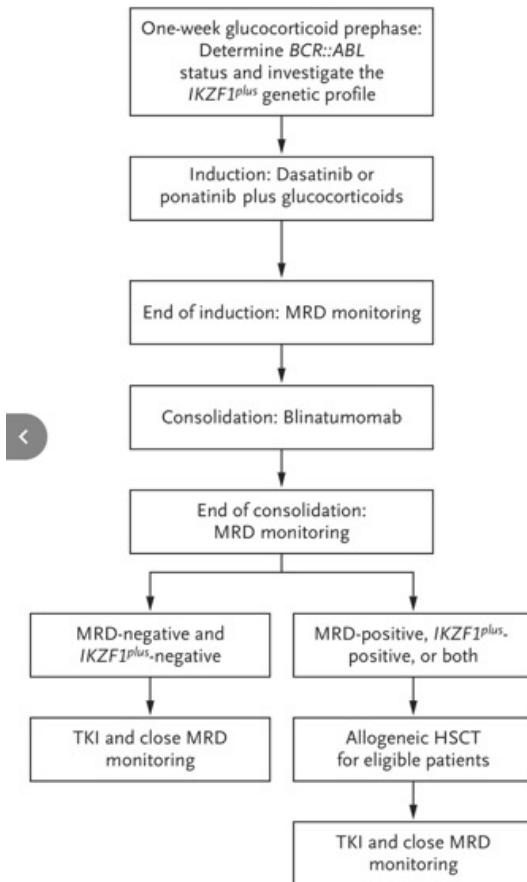 One-week glucocorticoid prephase:
Determine BCR::ABL
status and investigate the
IKZF1plus genetic profile
Induction: Dasatinib or
ponatinib plus glucocorticoids
End of induction: MRD monitoring
Consolidation: Blinatumomab
End of consolidation:
MRD monitoring
MRD-negative and
IKZF1plus-negative
TKI and close MRD
monitoring
MRD-positive, IKZF1plus-
positive, or both
Allogeneic HSCT
for eligible patients
TKI and close MRD
monitoring